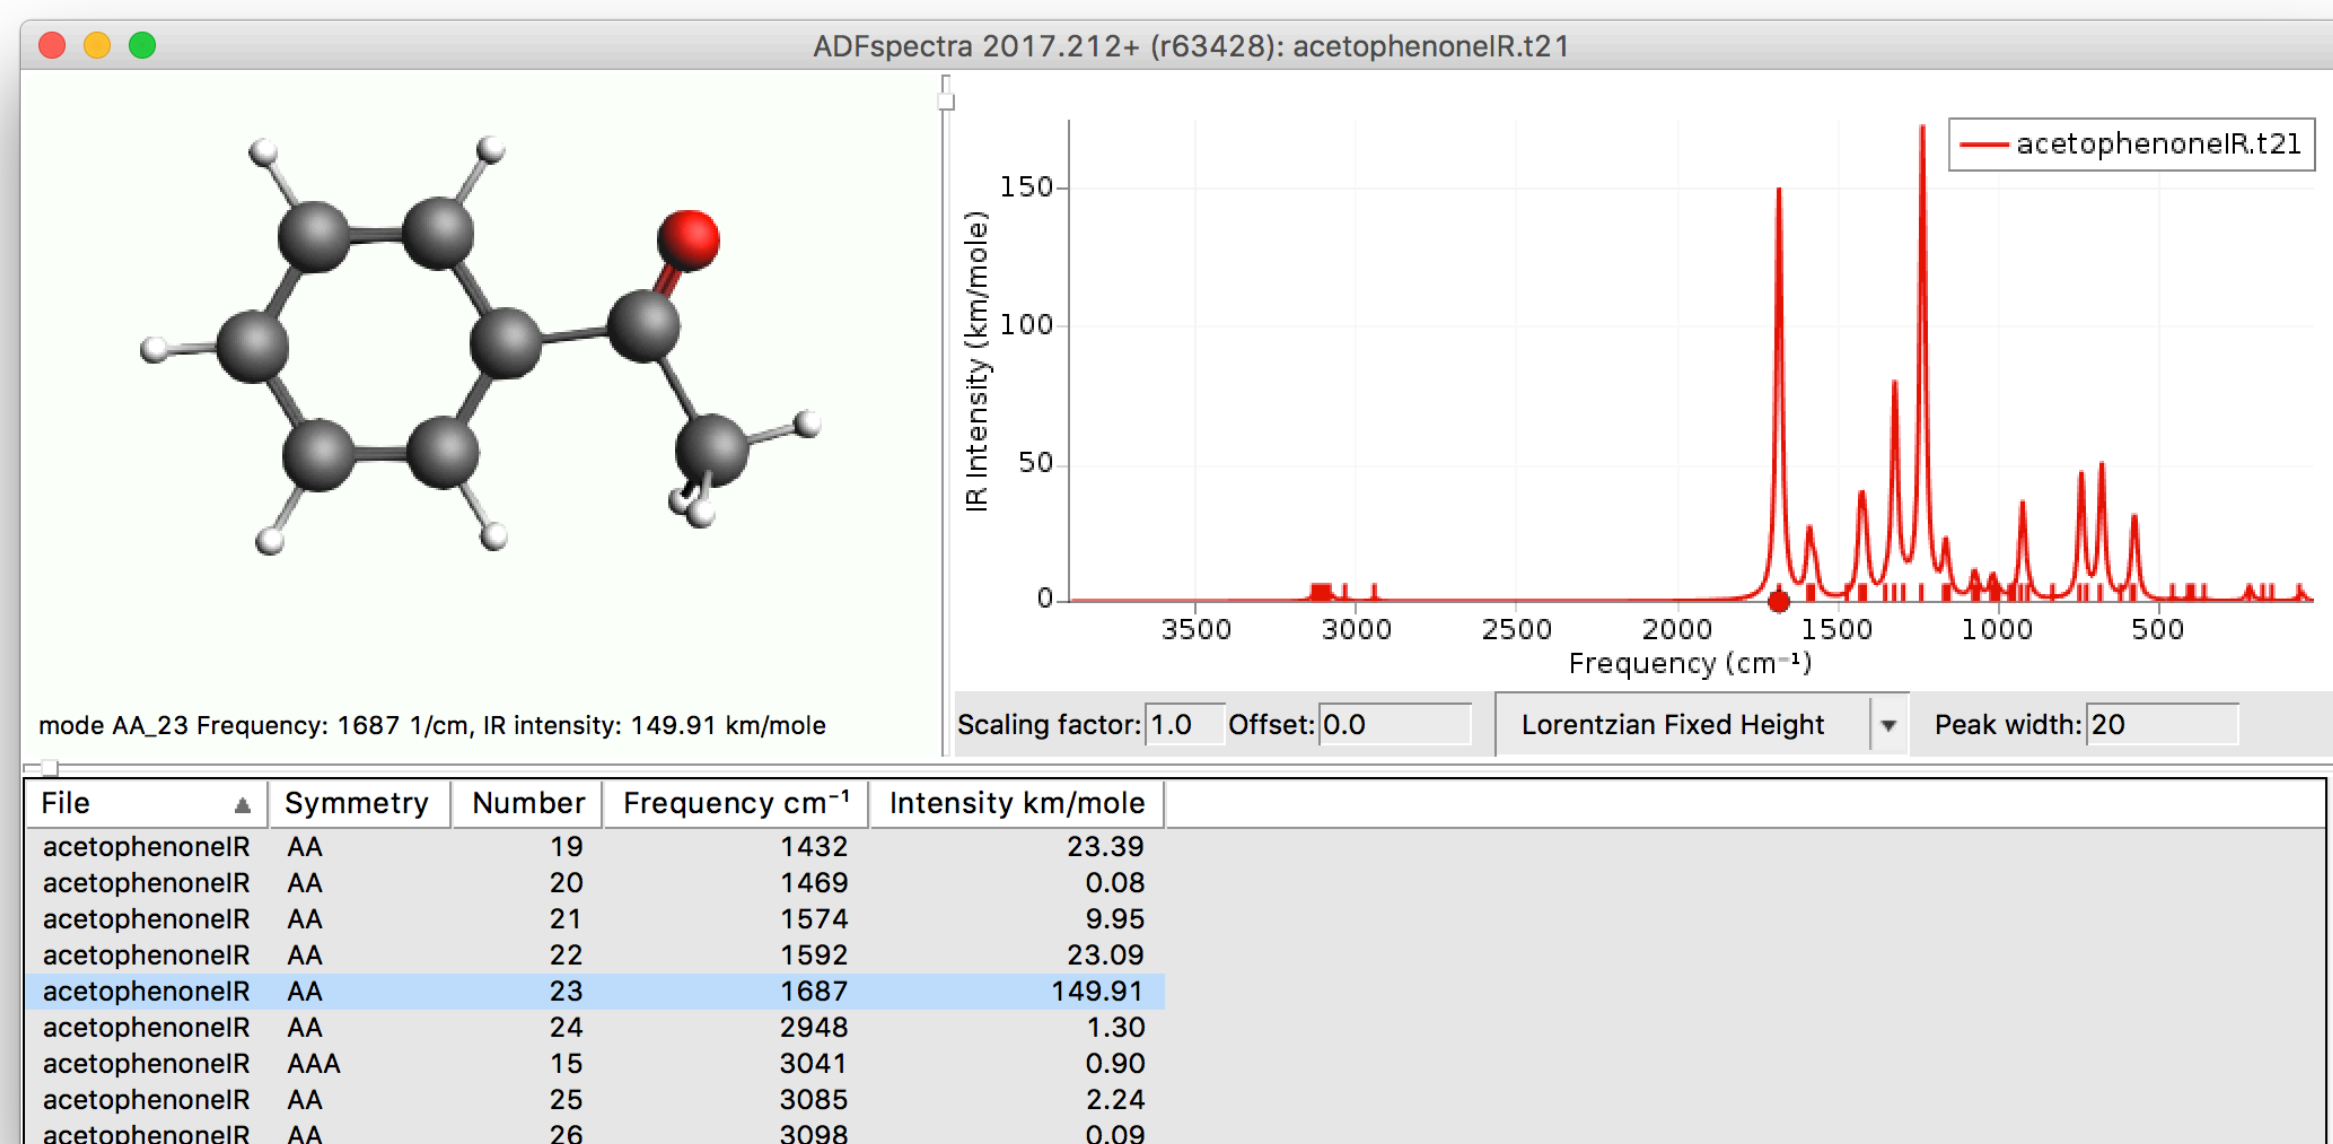 ADFspectra 2017.212+ (r63428): acetophenoneIR.t21
acetophenoneIR.t21
150
100
50
0
IR Intensity (km/mole)
3500 3000 2500 2000 1500 1000 500
Frequency (cm⁻¹)
mode AA_23 Frequency: 1687 1/cm, IR intensity: 149.91 km/mole
Scaling factor: 1.0 Offset: 0.0 Lorentzian Fixed Height Peak width: 20
File Symmetry Number Frequency cm⁻¹ Intensity km/mole
acetophenoneIR AA 19 1432 23.39
acetophenoneIR AA 20 1469 0.08
acetophenoneIR AA 21 1574 9.95
acetophenoneIR AA 22 1592 23.09
acetophenoneIR AA 23 1687 149.91
acetophenoneIR AA 24 2948 1.30
acetophenoneIR AAA 15 3041 0.90
acetophenoneIR AA 25 3085 2.24
acetophenoneIR AA 26 3098 0.09